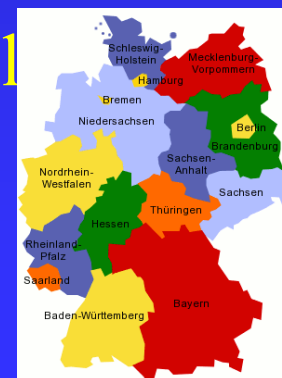 Schleswig-
Holstein
Mecklenburg-
Vorpommern
Hamburg
Bremen
Niedersachsen
Berlin
Brandenburg
Sachsen-
Anhalt
Nordrhein-
Westfalen
Sachsen
Hessen
Thüringen
Rheinland-
Pfalz
Saarland
Bayern
Baden-Württemberg